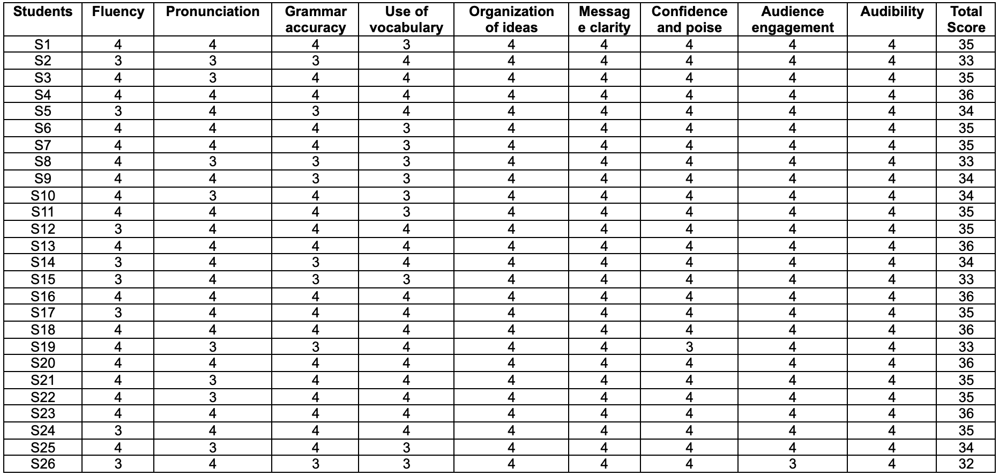 Students Fluency Pronunciation Grammar accuracy Use of vocabulary Organization of ideas Messag e clarity Confidence and poise Audience engagement Audibility Total Score
S1 4 4 4 3 4 4 4 4 4 35
S2 3 3 3 4 4 4 4 4 4 33
S3 4 3 4 4 4 4 4 4 4 35
S4 4 4 4 4 4 4 4 4 4 36
S5 3 4 3 4 4 4 4 4 4 34
S6 4 4 4 3 4 4 4 4 4 35
S7 4 4 4 3 4 4 4 4 4 35
S8 4 3 3 3 4 4 4 4 4 33
S9 4 4 3 3 4 4 4 4 4 34
S10 4 3 4 3 4 4 4 4 4 34
S11 4 4 4 3 4 4 4 4 4 35
S12 3 4 4 4 4 4 4 4 4 35
S13 4 4 4 4 4 4 4 4 4 36
S14 3 4 3 4 4 4 4 4 4 34
S15 3 4 3 3 4 4 4 4 4 33
S16 4 4 4 4 4 4 4 4 4 36
S17 3 4 4 4 4 4 4 4 4 35
S18 4 4 4 4 4 4 4 4 4 36
S19 4 3 3 4 4 4 3 4 4 33
S20 4 4 4 4 4 4 4 4 4 36
S21 4 3 4 4 4 4 4 4 4 35
S22 4 3 4 4 4 4 4 4 4 35
S23 4 4 4 4 4 4 4 4 4 36
S24 3 4 4 4 4 4 4 4 4 35
S25 4 3 4 3 4 4 4 4 4 34
S26 3 4 3 3 4 4 4 3 4 32